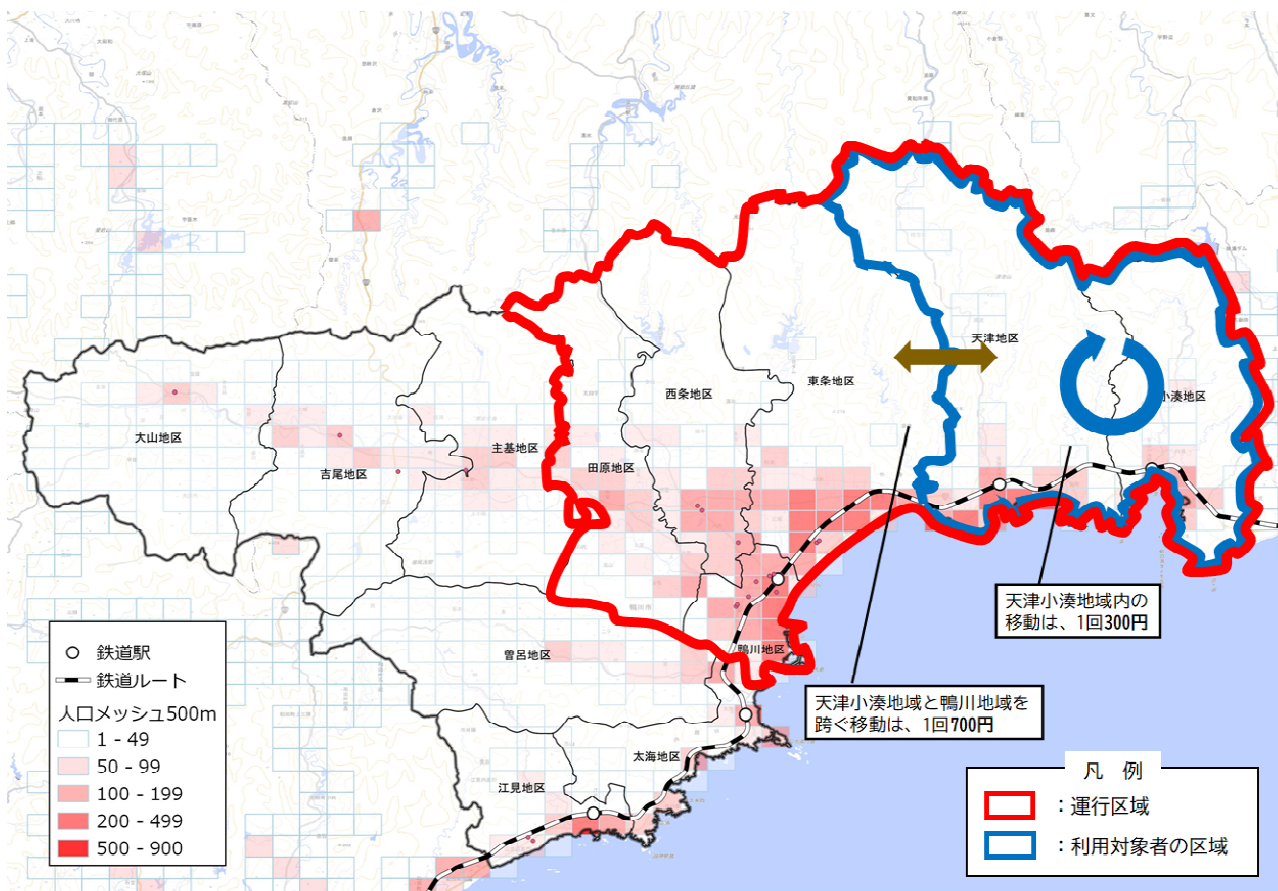 天津地区
小湊地区
東条地区
西条地区
田原地区
主基地区
大山地区
吉尾地区
曽呂地区
鴨川地区
太海地区
江見地区
鴨川市
天津小湊地域内の
移動は、1回300円
天津小湊地域と鴨川地域を
跨ぐ移動は、1回700円
鉄道駅
鉄道ルート
人口メッシュ500m
1 - 49
50 - 99
100 - 199
200 - 499
500 - 900
凡 例
：運行区域
：利用対象者の区域